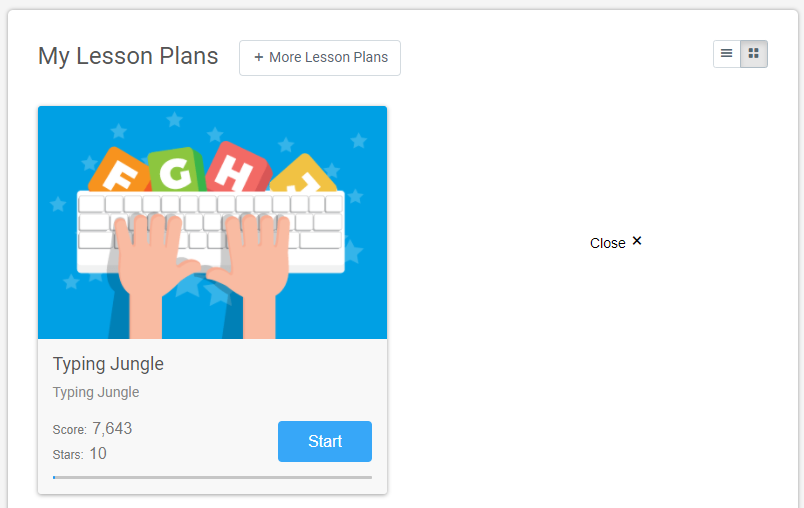 My Lesson Plans
+ More Lesson Plans
F G H J
Close ×
Typing Jungle
Typing Jungle
Score: 7,643
Stars: 10
Start